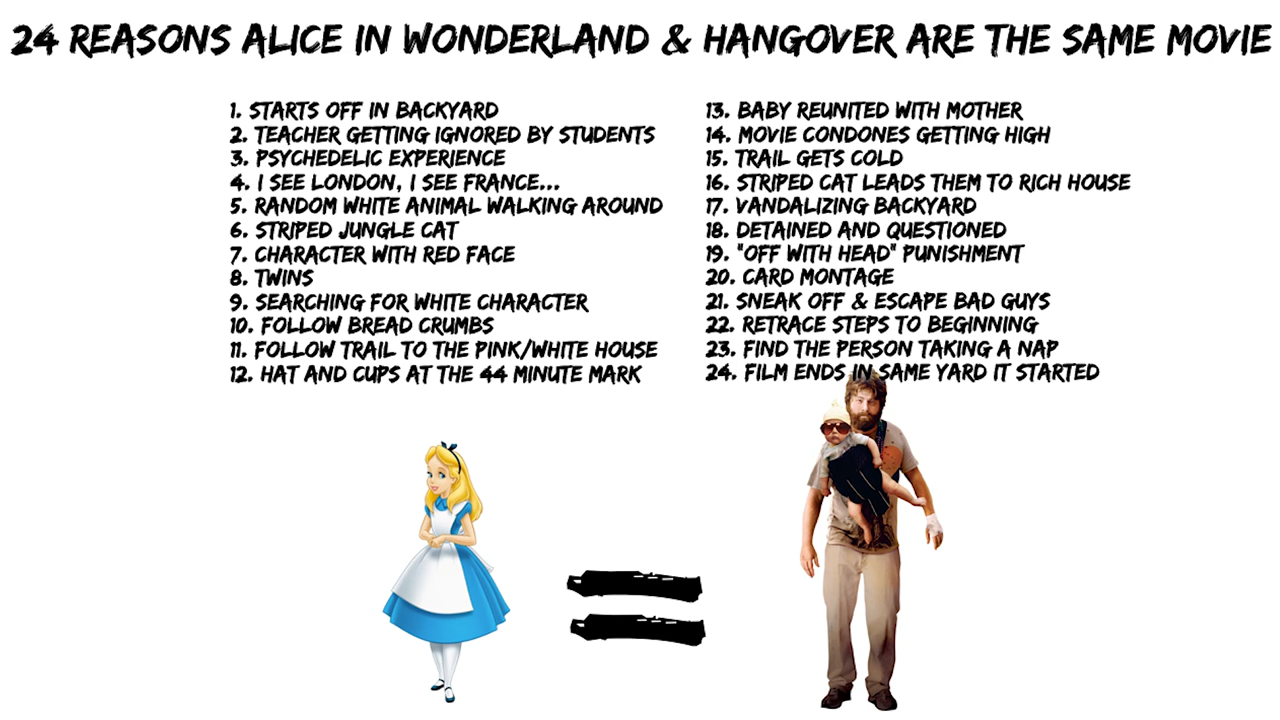 24 REASONS ALICE IN WONDERLAND & HANGOVER ARE THE SAME MOVIE
1. STARTS OFF IN BACKYARD
2. TEACHER GETTING IGNORED BY STUDENTS
3. PSYCHEDELIC EXPERIENCE
4. I SEE LONDON, I SEE FRANCE...
5. RANDOM WHITE ANIMAL WALKING AROUND
6. STRIPED JUNGLE CAT
7. CHARACTER WITH RED FACE
8. TWINS
9. SEARCHING FOR WHITE CHARACTER
10. FOLLOW BREAD CRUMBS
11. FOLLOW TRAIL TO THE PINK/WHITE HOUSE
12. HAT AND CUPS AT THE 44 MINUTE MARK
13. BABY REUNITED WITH MOTHER
14. MOVIE CONDONES GETTING HIGH
15. TRAIL GETS COLD
16. STRIPED CAT LEADS THEM TO RICH HOUSE
17. VANDALIZING BACKYARD
18. DETAINED AND QUESTIONED
19. "OFF WITH HEAD" PUNISHMENT
20. CARD MONTAGE
21. SNEAK OFF & ESCAPE BAD GUYS
22. RETRACE STEPS TO BEGINNING
23. FIND THE PERSON TAKING A NAP
24. FILM ENDS IN SAME YARD IT STARTED